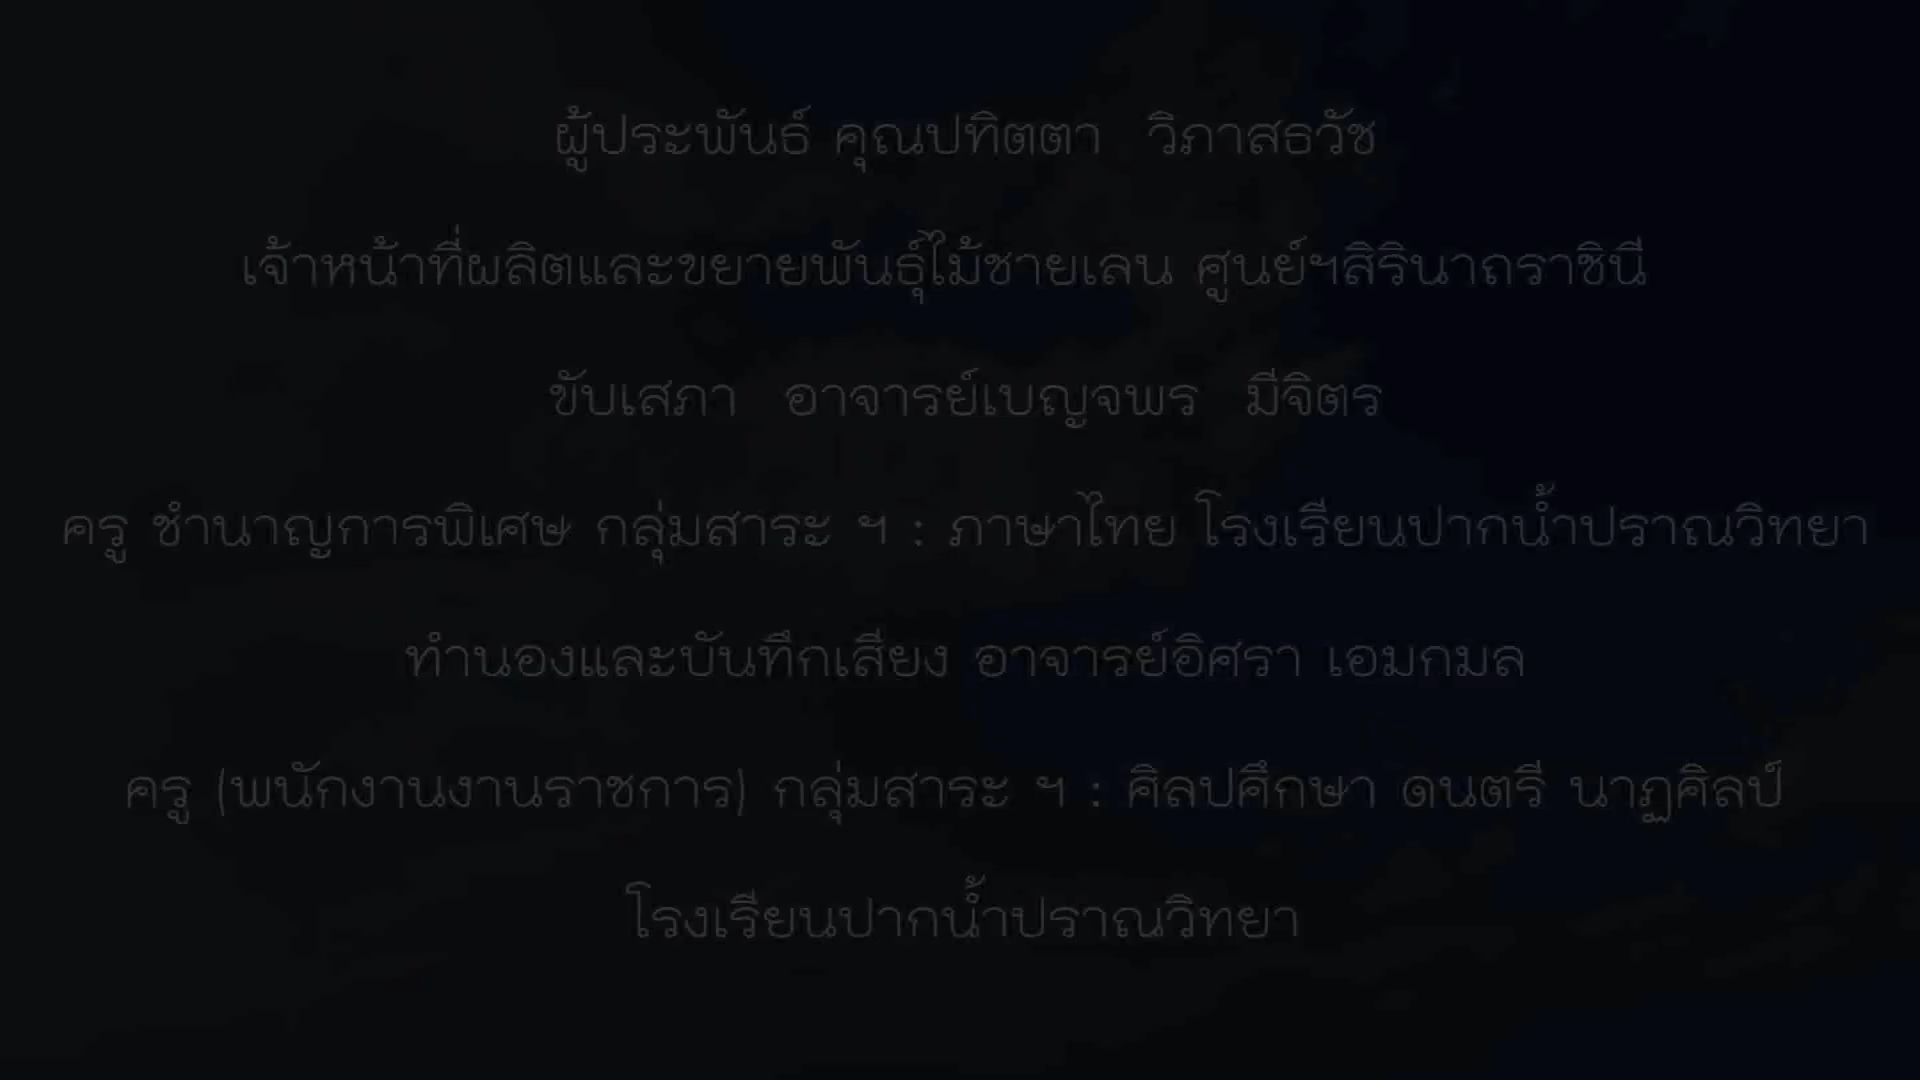 ผู้ประพันธ์ คุณปทิตตา วิภาสธวัช
เจ้าหน้าที่ผลิตและขยายพันธุ์ไม้ชายเลน ศูนย์ฯสิรินาถราชินี
ขับเสภา อาจารย์เบญจพร มีจิตร
ครู ชำนาญการพิเศษ กลุ่มสาระ ฯ : ภาษาไทย โรงเรียนปากน้ำปราณวิทยา
ทำนองและบันทึกเสียง อาจารย์อิศรา เอมกมล
ครู (พนักงานงานราชการ) กลุ่มสาระ ฯ : ศิลปศึกษา ดนตรี นาฏศิลป์
โรงเรียนปากน้ำปราณวิทยา